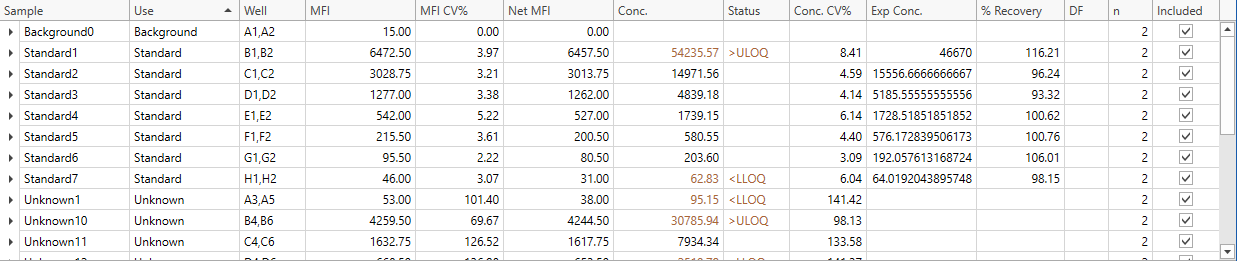 Sample Use Well MFI MFI CV% Net MFI Conc. Status Conc. CV% Exp Conc. % Recovery DF n Included
Background0 Background A1,A2 15.00 0.00 0.00 2
Standard1 Standard B1,B2 6472.50 3.97 6457.50 54235.57 >ULOQ 8.41 46670 116.21 2
Standard2 Standard C1,C2 3028.75 3.21 3013.75 14971.56 4.59 15556.6666666667 96.24 2
Standard3 Standard D1,D2 1277.00 3.38 1262.00 4839.18 4.14 5185.55555555556 93.32 2
Standard4 Standard E1,E2 542.00 5.22 527.00 1739.15 6.14 1728.51851851852 100.62 2
Standard5 Standard F1,F2 215.50 3.61 200.50 580.55 4.40 576.172839506173 100.76 2
Standard6 Standard G1,G2 95.50 2.22 80.50 203.60 3.09 192.057613168724 106.01 2
Standard7 Standard H1,H2 46.00 3.07 31.00 62.83 <LLOQ 6.04 64.0192043895748 98.15 2
Unknown1 Unknown A3,A5 53.00 101.40 38.00 95.15 <LLOQ 141.42 2
Unknown10 Unknown B4,B6 4259.50 69.67 4244.50 30785.94 >ULOQ 98.13 2
Unknown11 Unknown C4,C6 1632.75 126.52 1617.75 7934.34 133.58 2